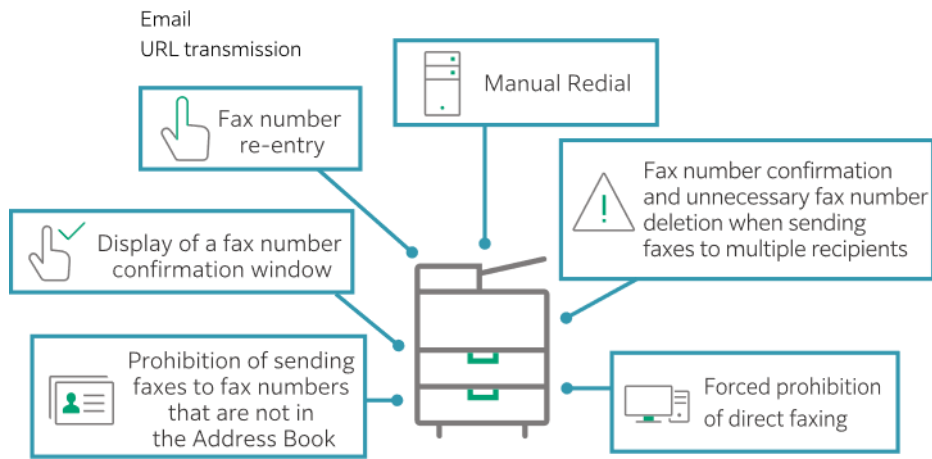 Email
URL transmission
Manual Redial
Fax number
re-entry
Fax number confirmation
and unnecessary fax number
deletion when sending
faxes to multiple recipients
Display of a fax number
confirmation window
Prohibition of sending
faxes to fax numbers
that are not in
the Address Book
Forced prohibition
of direct faxing